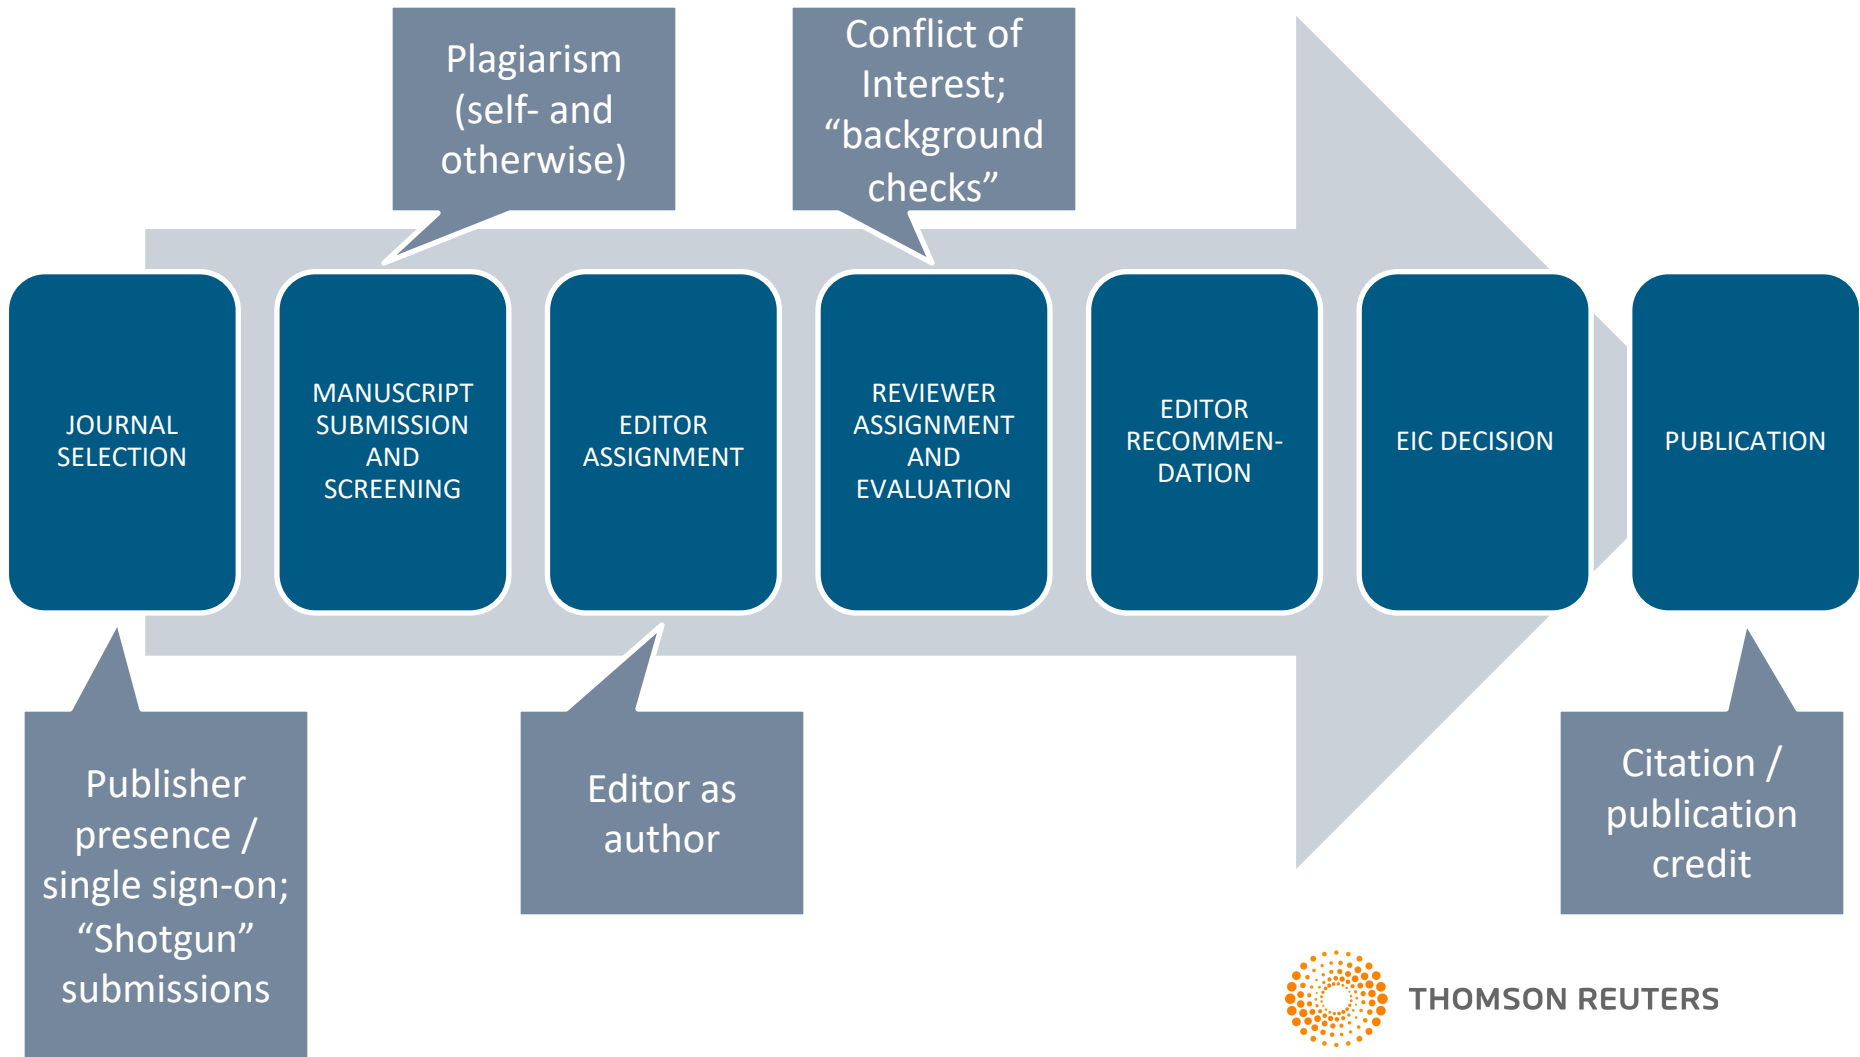 Plagiarism
(self- and
otherwise)
Conflict of
Interest;
“background
checks”
JOURNAL
SELECTION
MANUSCRIPT
SUBMISSION
AND
SCREENING
EDITOR
ASSIGNMENT
REVIEWER
ASSIGNMENT
AND
EVALUATION
EDITOR
RECOMMEN-
DATION
EIC DECISION
PUBLICATION
Publisher
presence /
single sign-on;
“Shotgun”
submissions
Editor as
author
Citation /
publication
credit
THOMSON REUTERS